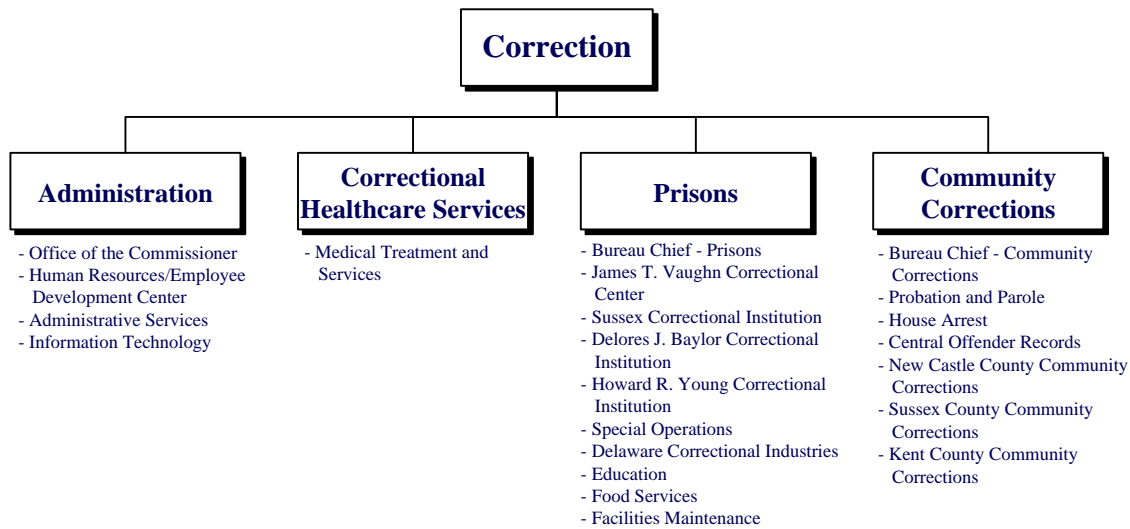 Correction
Administration
- Office of the Commissioner
- Human Resources/Employee
Development Center
- Administrative Services
- Information Technology
Correctional
Healthcare Services
- Medical Treatment and
Services
Prisons
- Bureau Chief - Prisons
- James T. Vaughn Correctional
Center
- Sussex Correctional Institution
- Delores J. Baylor Correctional
Institution
- Howard R. Young Correctional
Institution
- Special Operations
- Delaware Correctional Industries
- Education
- Food Services
- Facilities Maintenance
Community
Corrections
- Bureau Chief - Community
Corrections
- Probation and Parole
- House Arrest
- Central Offender Records
- New Castle County Community
Corrections
- Sussex County Community
Corrections
- Kent County Community
Corrections